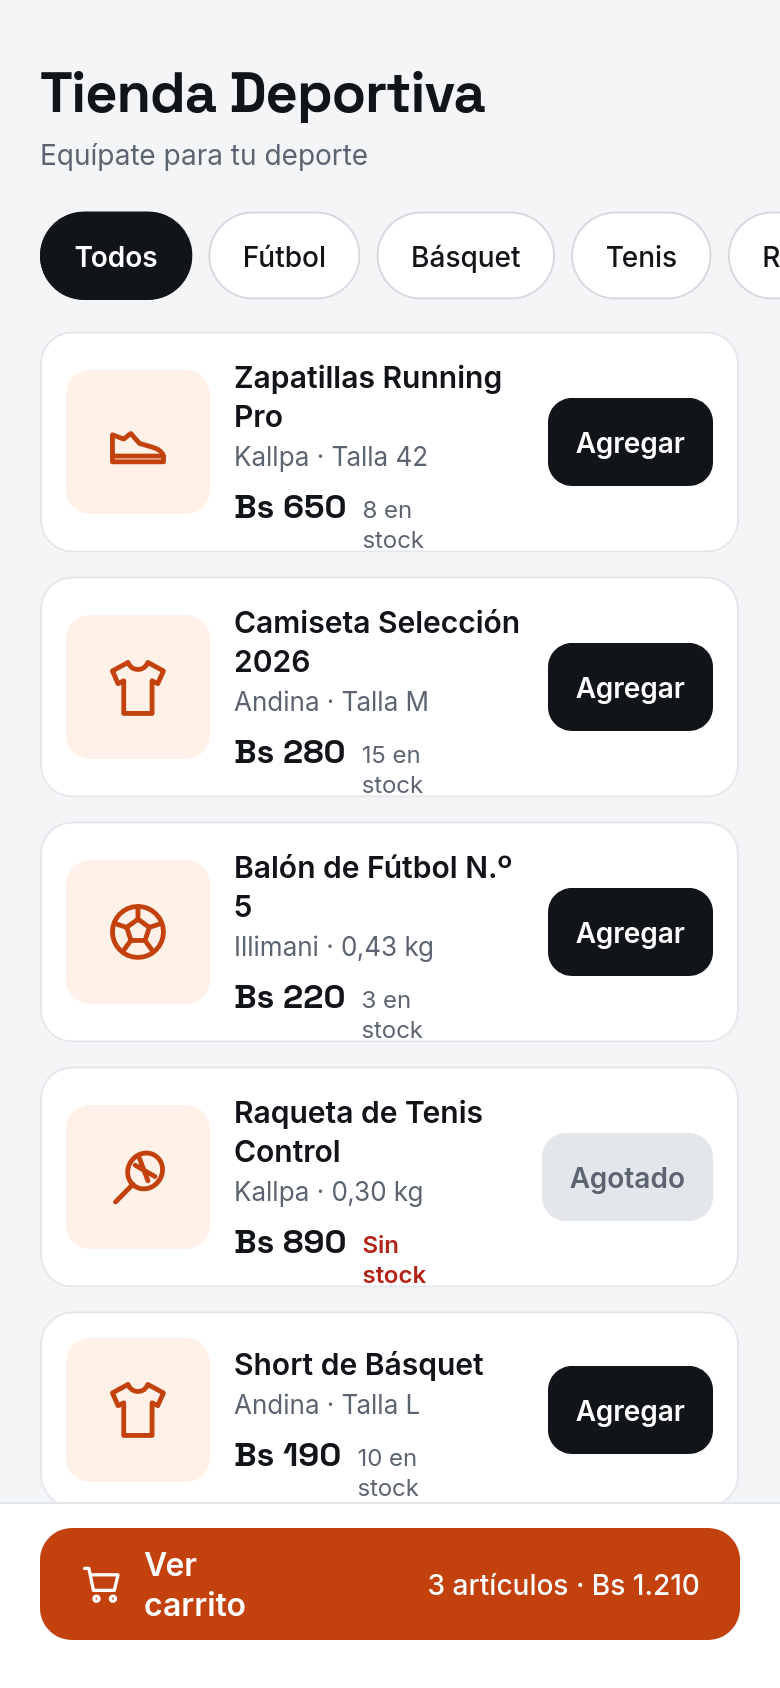 Tienda Deportiva
Equípate para tu deporte
Todos
Fútbol
Básquet
Tenis
R
Zapatillas Running
Pro
Kallpa · Talla 42
Bs 650
8 en
stock
Agregar
Camiseta Selección
2026
Andina · Talla M
Bs 280
15 en
stock
Agregar
Balón de Fútbol N.º
5
Illimani · 0,43 kg
Bs 220
3 en
stock
Agregar
Raqueta de Tenis
Control
Kallpa · 0,30 kg
Bs 890
Sin
stock
Agotado
Short de Básquet
Andina · Talla L
Bs 190
10 en
stock
Agregar
Ver
carrito
3 artículos · Bs 1.210